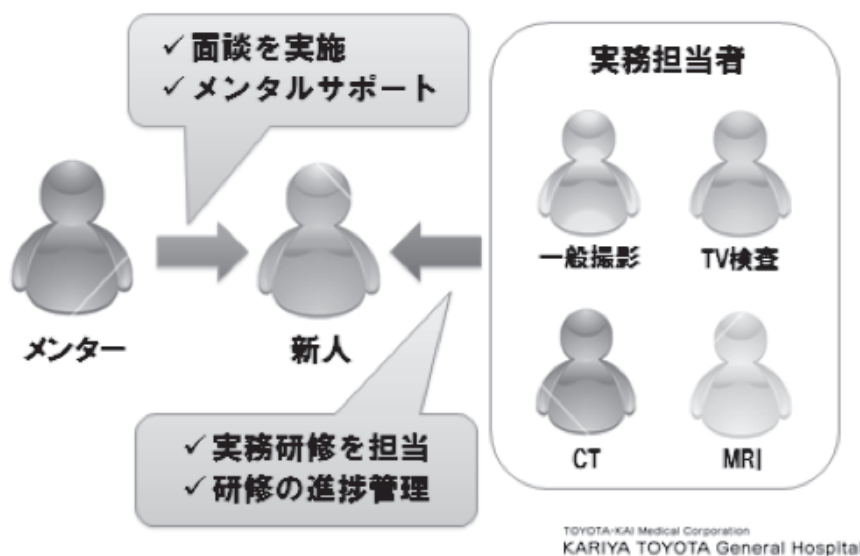 ✓ 面談を実施
✓ メンタルサポート
実務担当者
一般撮影
TV検査
メンター
新人
CT
MRI
✓ 実務研修を担当
✓ 研修の進捗管理
TOYOTA-KAI Medical Corporation
KARIYA TOYOTA General Hospital